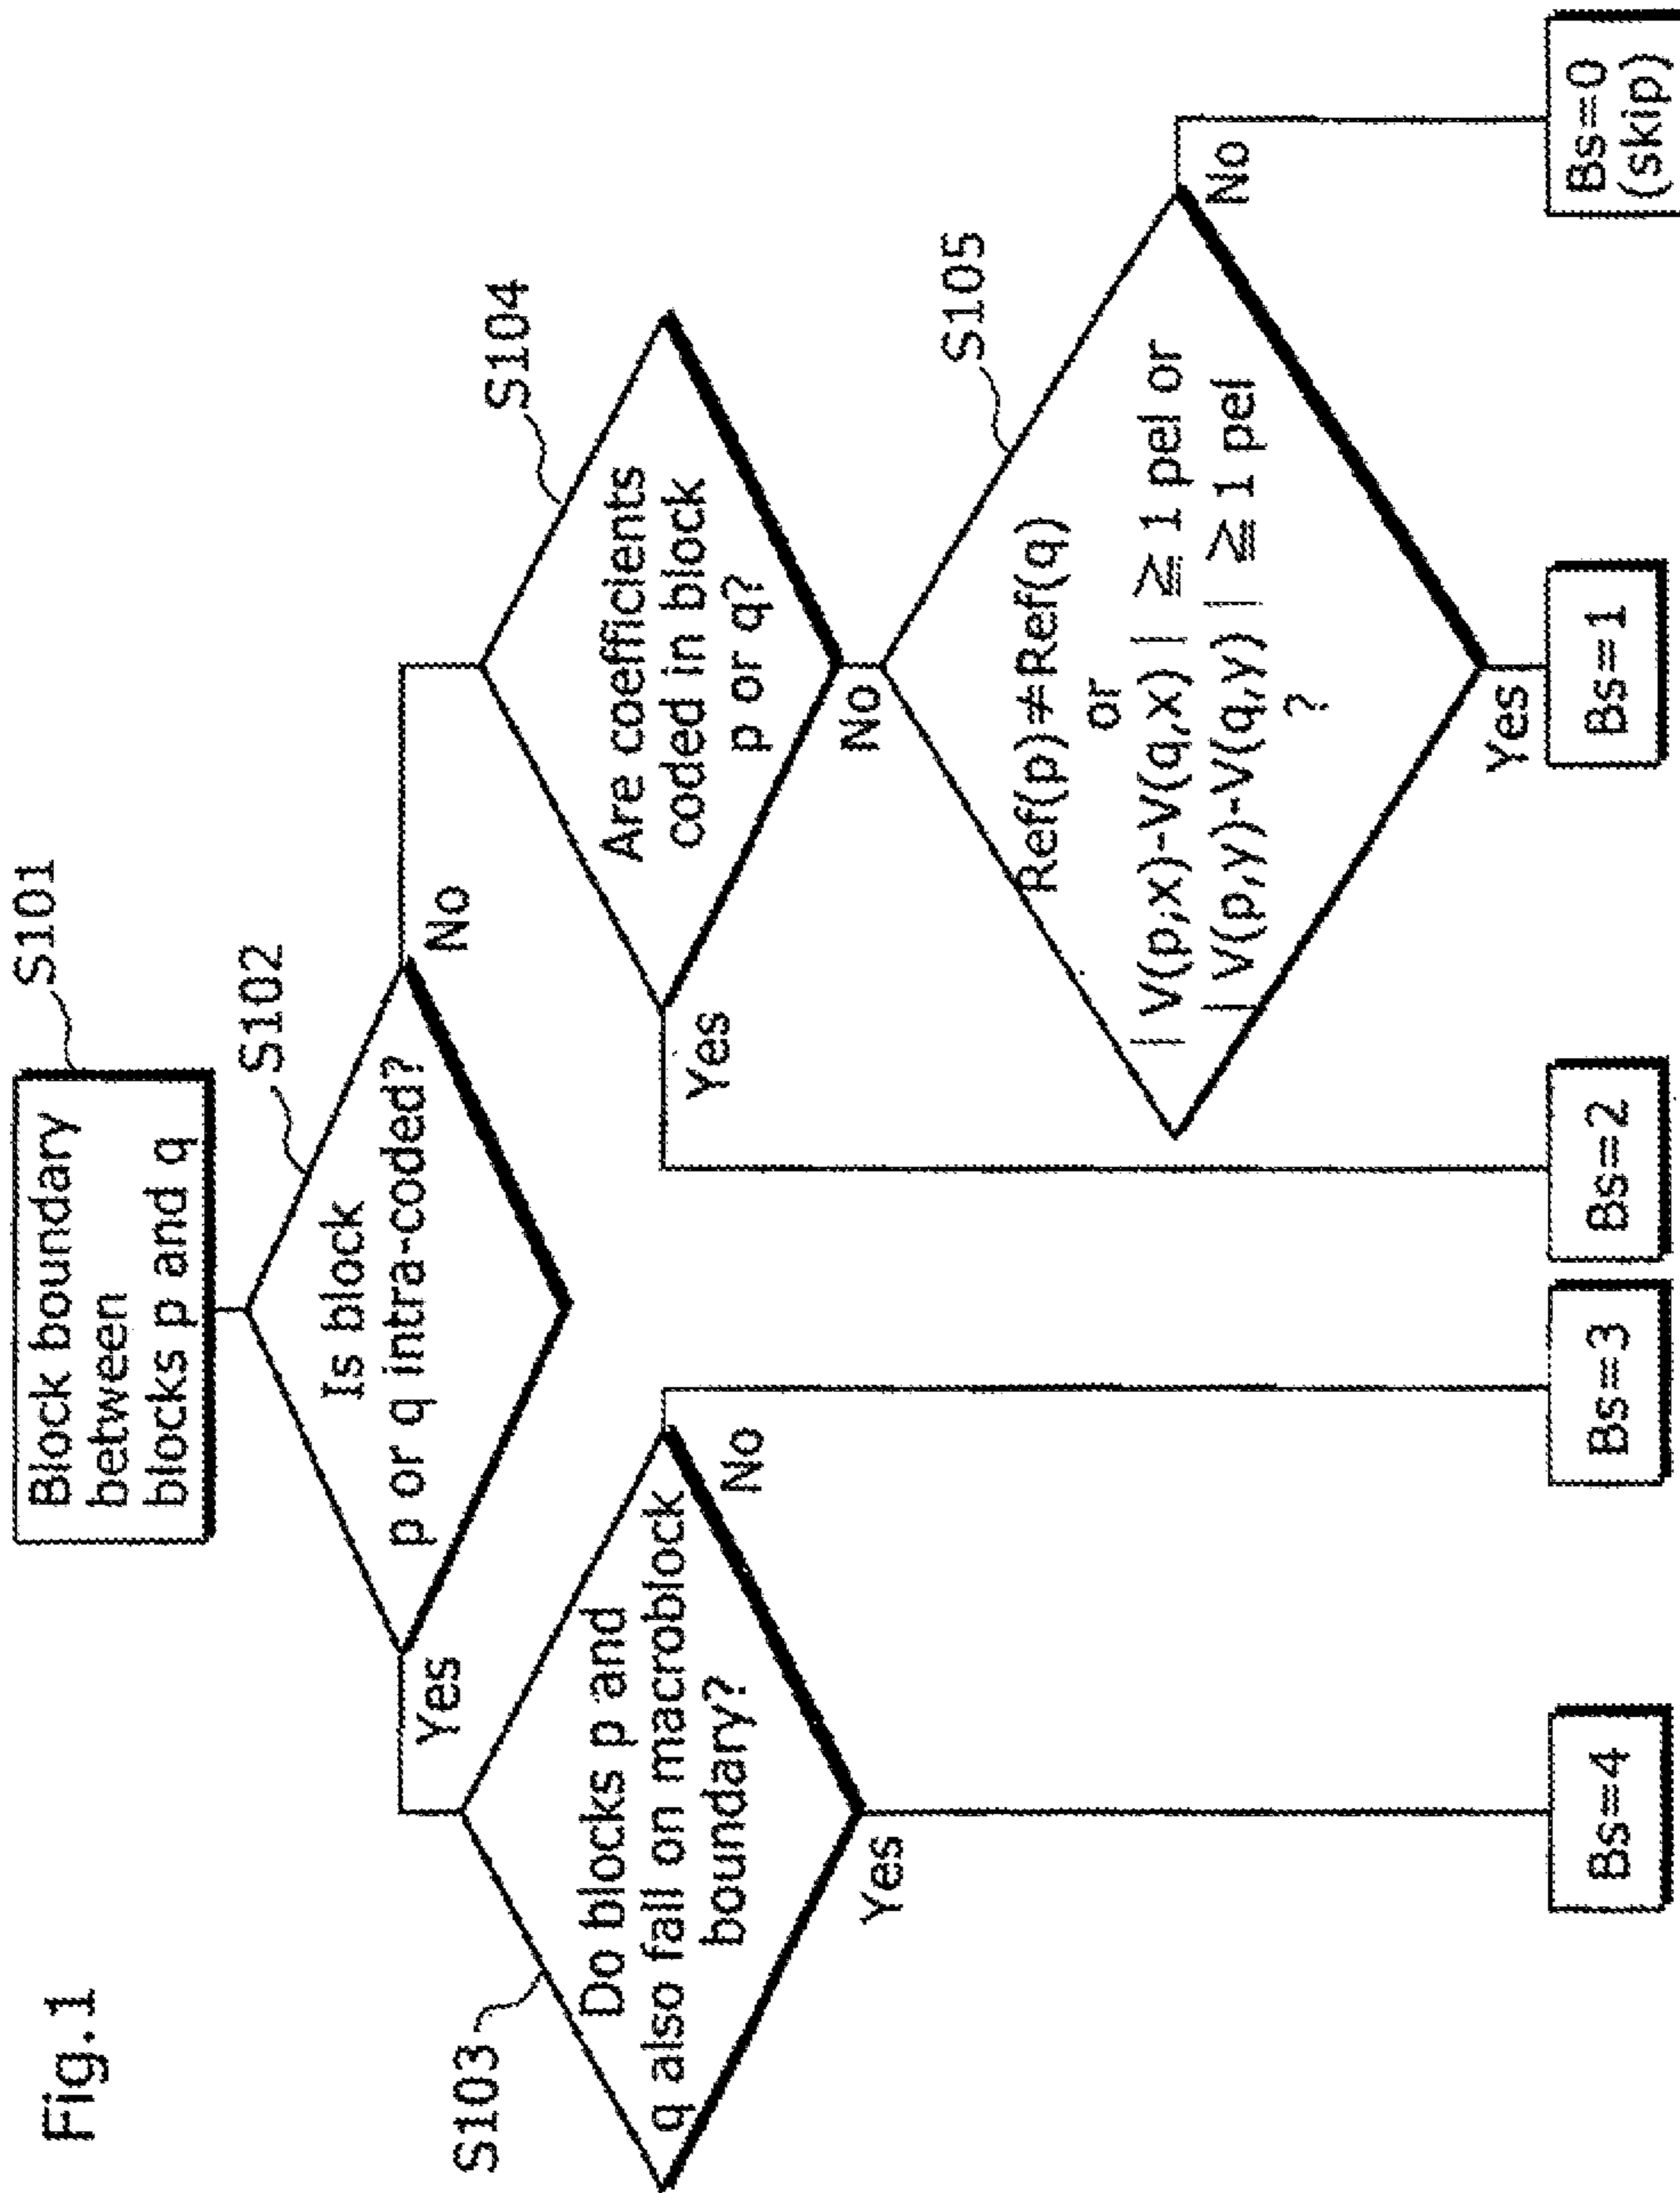 Fig.1
Block boundary
between
blocks p and q
S101
Is block
p or q intra-coded?
S102
Yes
No
Do blocks p and
q also fall on macroblock
boundary?
S103
Yes
No
Are coefficients
coded in block
p or q?
S104
Yes
No
Ref(p)≠Ref(q)
or
|V(p,x)-V(q,x)| ≧ 1 pel or
|V(p,y)-V(q,y)| ≧ 1 pel
?
S105
No
Yes
Bs=4
Bs=3
Bs=2
Bs=1
Bs=0
(skip)